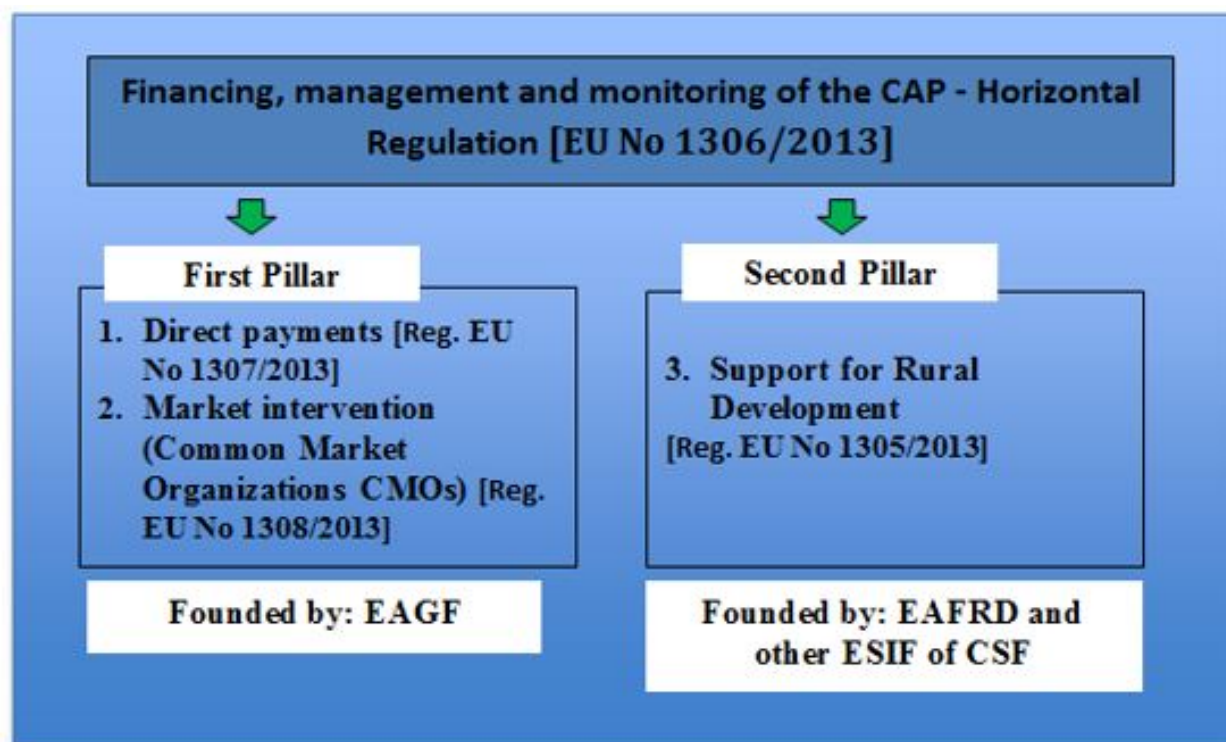 Financing, management and monitoring of the CAP - Horizontal
Regulation [EU No 1306/2013]
First Pillar
1. Direct payments [Reg. EU
No 1307/2013]
2. Market intervention
(Common Market
Organizations CMOs) [Reg.
EU No 1308/2013]
Founded by: EAGF
Second Pillar
3. Support for Rural
Development
[Reg. EU No 1305/2013]
Founded by: EAFRD and
other ESIF of CSF